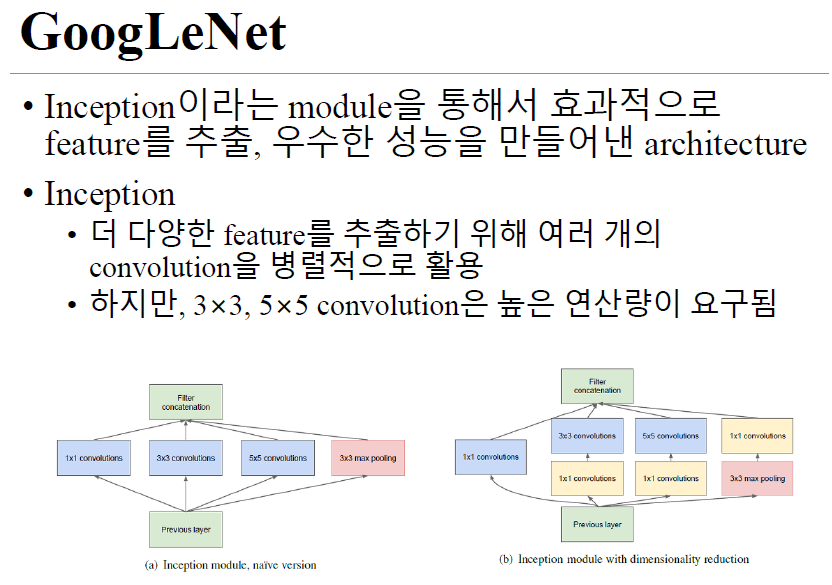 GoogLeNet
• Inception이라는 module을 통해서 효과적으로
feature를 추출, 우수한 성능을 만들어낸 architecture
• Inception
• 더 다양한 feature를 추출하기 위해 여러 개의
convolution을 병렬적으로 활용
• 하지만, 3×3, 5×5 convolution은 높은 연산량이 요구됨
Filter
concatenation
1x1 convolutions
3x3 convolutions
5x5 convolutions
3x3 max pooling
Previous layer
(a) Inception module, naïve version
Filter
concatenation
3x3 convolutions
5x5 convolutions
1x1 convolutions
1x1 convolutions
1x1 convolutions
1x1 convolutions
3x3 max pooling
Previous layer
(b) Inception module with dimensionality reduction